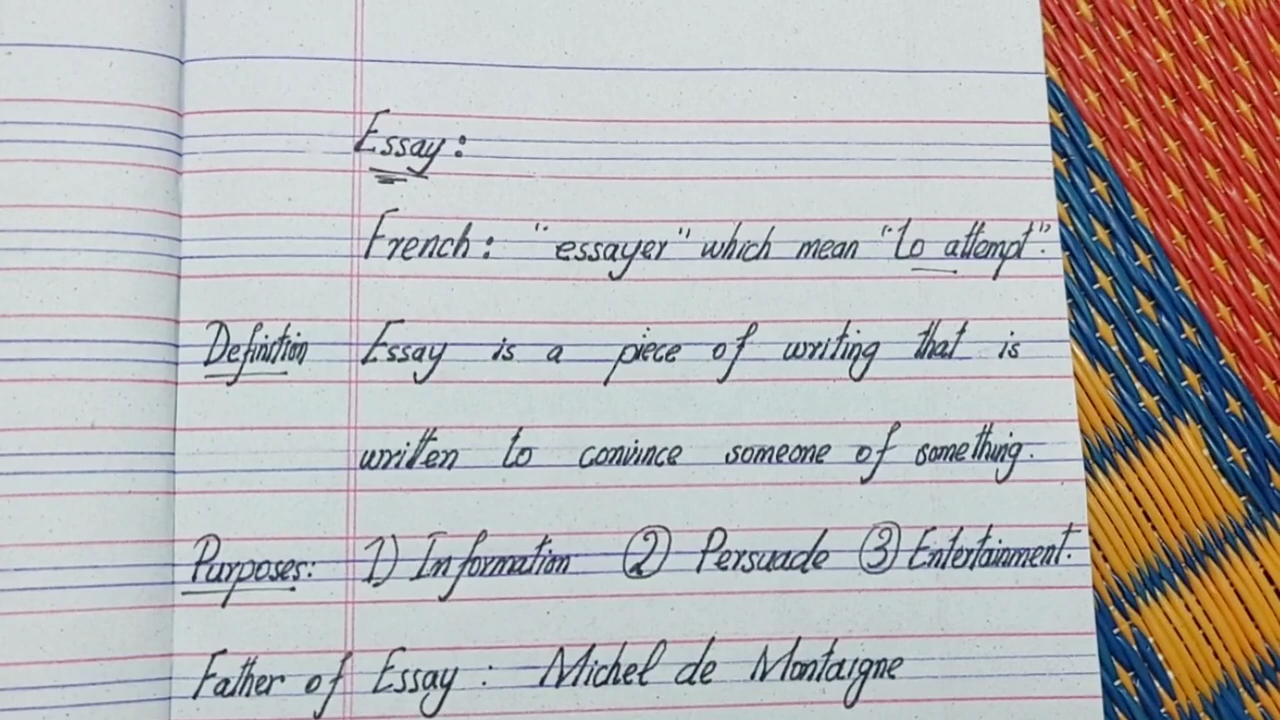 Essay:
French: "essayer" which mean "to attempt".
Definition Essay is a piece of writing that is
written to convince someone of something.
Purposes: 1) Information ② Persuade ③ Entertainment.
Father of Essay : Michel de Montaigne